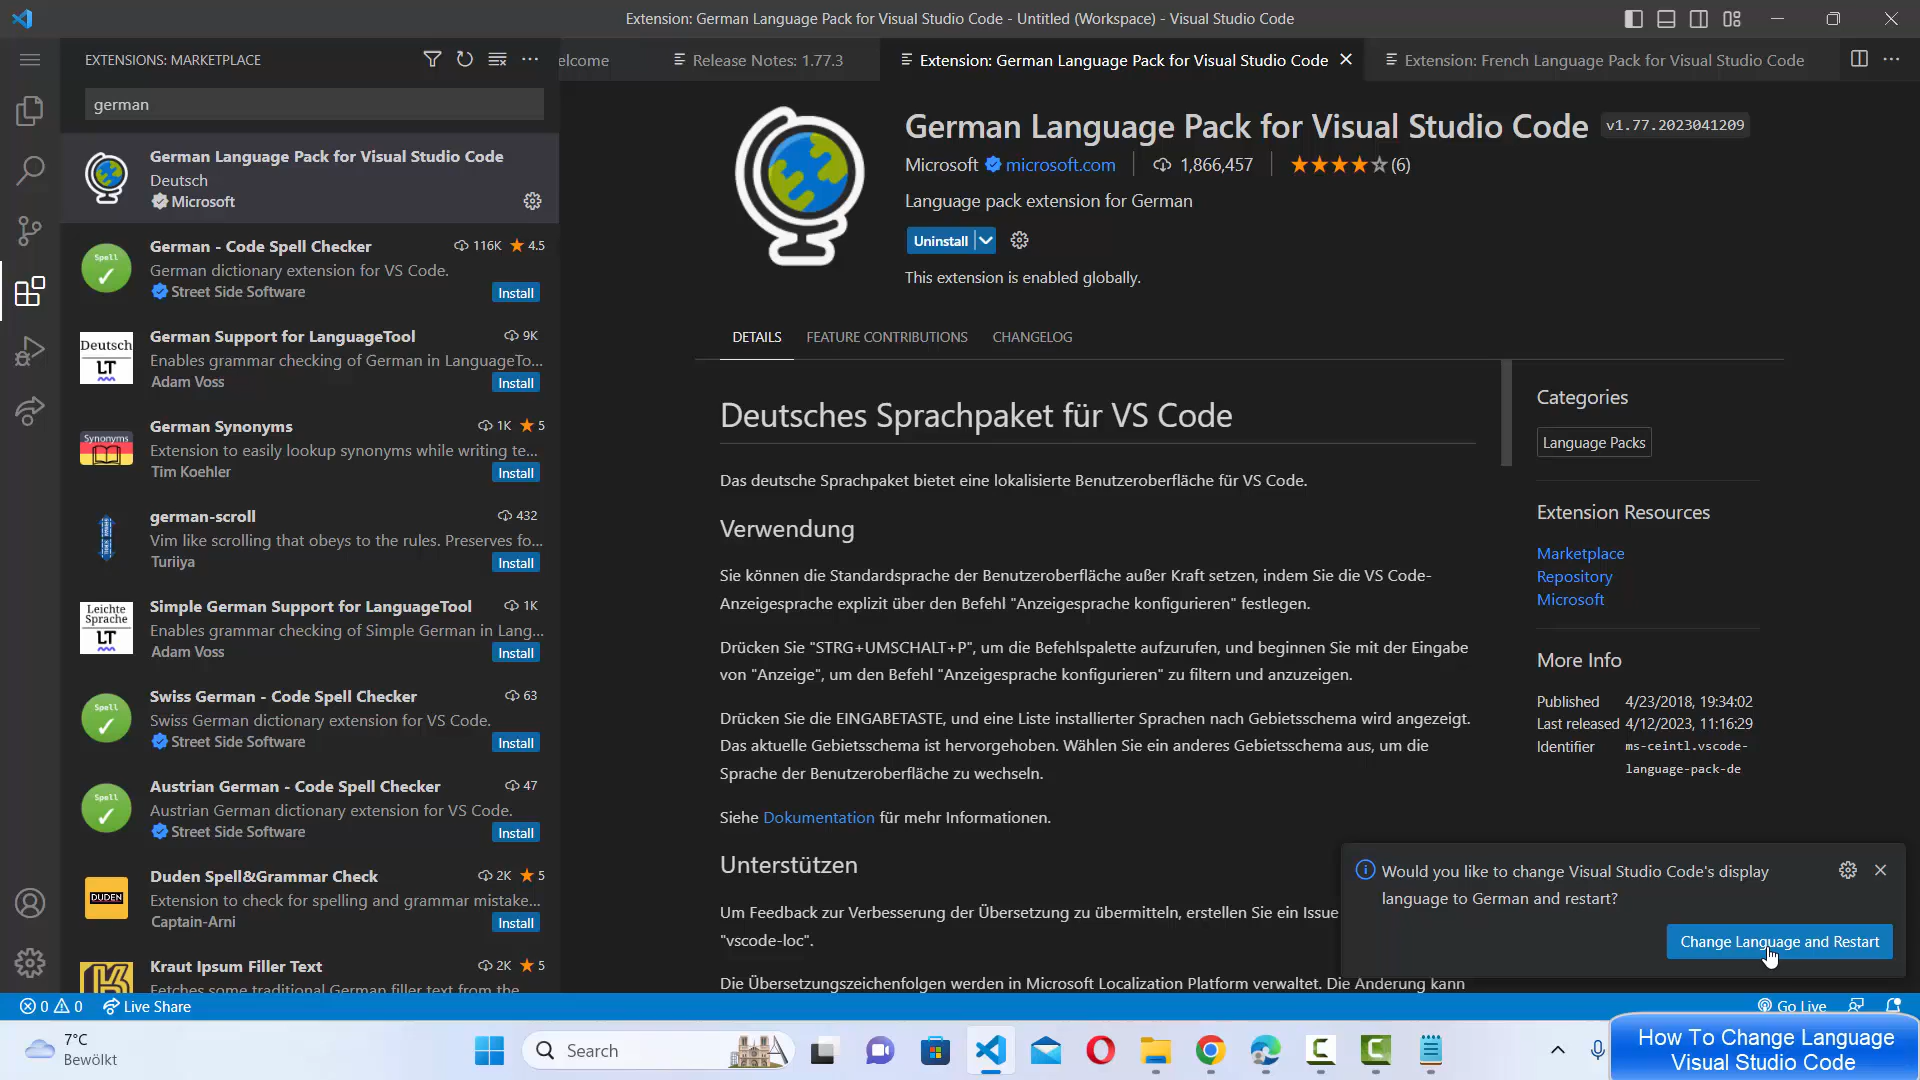 Extension: German Language Pack for Visual Studio Code - Untitled (Workspace) - Visual Studio Code
EXTENSIONS: MARKETPLACE
elcome
Release Notes: 1.77.3
Extension: German Language Pack for Visual Studio Code
Extension: French Language Pack for Visual Studio Code
german
German Language Pack for Visual Studio Code
Deutsch
Microsoft
German - Code Spell Checker 116K 4.5
German dictionary extension for VS Code.
Street Side Software Install
German Support for LanguageTool 9K
Enables grammar checking of German in LanguageTo...
Adam Voss Install
German Synonyms 1K 5
Extension to easily lookup synonyms while writing te...
Tim Koehler Install
german-scroll 432
Vim like scrolling that obeys to the rules. Preserves fo...
Turiiya Install
Simple German Support for LanguageTool 1K
Enables grammar checking of Simple German in Lang...
Adam Voss Install
Swiss German - Code Spell Checker 63
Swiss German dictionary extension for VS Code.
Street Side Software Install
Austrian German - Code Spell Checker 47
Austrian German dictionary extension for VS Code.
Street Side Software Install
Duden Spell&Grammar Check 2K 5
Extension to check for spelling and grammar mistake...
Captain-Arni Install
Kraut Ipsum Filler Text 2K 5
Fetches some traditional German filler text from the
Spell
Deutsch
LT
Synonyms
Leichte
Sprache
LT
Spell
Spell
DUDEN
German Language Pack for Visual Studio Code v1.77.2023041209
Microsoft microsoft.com 1,866,457 (6)
Language pack extension for German
Uninstall
This extension is enabled globally.
DETAILS FEATURE CONTRIBUTIONS CHANGELOG
Deutsches Sprachpaket für VS Code
Das deutsche Sprachpaket bietet eine lokalisierte Benutzeroberfläche für VS Code.
Verwendung
Sie können die Standardsprache der Benutzeroberfläche außer Kraft setzen, indem Sie die VS Code-
Anzeigesprache explizit über den Befehl "Anzeigesprache konfigurieren" festlegen.
Drücken Sie "STRG+UMSCHALT+P", um die Befehlspalette aufzurufen, und beginnen Sie mit der Eingabe
von "Anzeige", um den Befehl "Anzeigesprache konfigurieren" zu filtern und anzuzeigen.
Drücken Sie die EINGABETASTE, und eine Liste installierter Sprachen nach Gebietsschema wird angezeigt.
Das aktuelle Gebietsschema ist hervorgehoben. Wählen Sie ein anderes Gebietsschema aus, um die
Sprache der Benutzeroberfläche zu wechseln.
Siehe Dokumentation für mehr Informationen.
Unterstützen
Um Feedback zur Verbesserung der Übersetzung zu übermitteln, erstellen Sie ein Issue
"vscode-loc".
Die Übersetzungszeichenfolgen werden in Microsoft Localization Platform verwaltet. Die Änderung kann
Categories
Language Packs
Extension Resources
Marketplace
Repository
Microsoft
More Info
Published 4/23/2018, 19:34:02
Last released 4/12/2023, 11:16:29
Identifier ms-ceintl.vscode-
language-pack-de
Would you like to change Visual Studio Code's display
language to German and restart?
Change Language and Restart
0 0 Live Share
Go Live
7°C
Bewölkt
Search
How To Change Language
Visual Studio Code